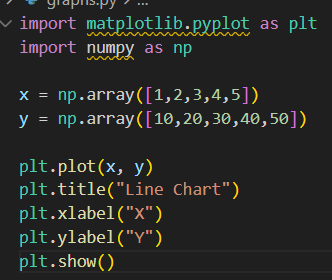 graphs.py > ...
import matplotlib.pyplot as plt
import numpy as np
x = np.array([1,2,3,4,5])
y = np.array([10,20,30,40,50])
plt.plot(x, y)
plt.title("Line Chart")
plt.xlabel("X")
plt.ylabel("Y")
plt.show()